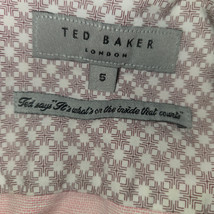 TED BAKER
LONDON
5
Ted says "It's what's on the inside that counts"